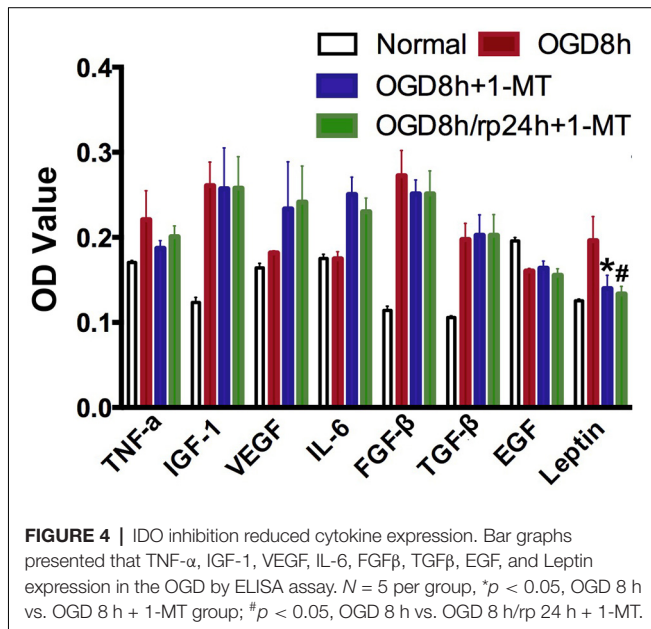 Normal OGD8h
OGD8h+1-MT
OGD8h/rp24h+1-MT
OD Value
0.4
0.3
0.2
0.1
0.0
* #
TNF-a IGF-1 VEGF IL-6 FGF-β TGF-β EGF Leptin
FIGURE 4 | IDO inhibition reduced cytokine expression. Bar graphs
presented that TNF-α, IGF-1, VEGF, IL-6, FGFβ, TGFβ, EGF, and Leptin
expression in the OGD by ELISA assay. N = 5 per group, *p < 0.05, OGD 8 h
vs. OGD 8 h + 1-MT group; #p < 0.05, OGD 8 h vs. OGD 8 h/rp 24 h + 1-MT.